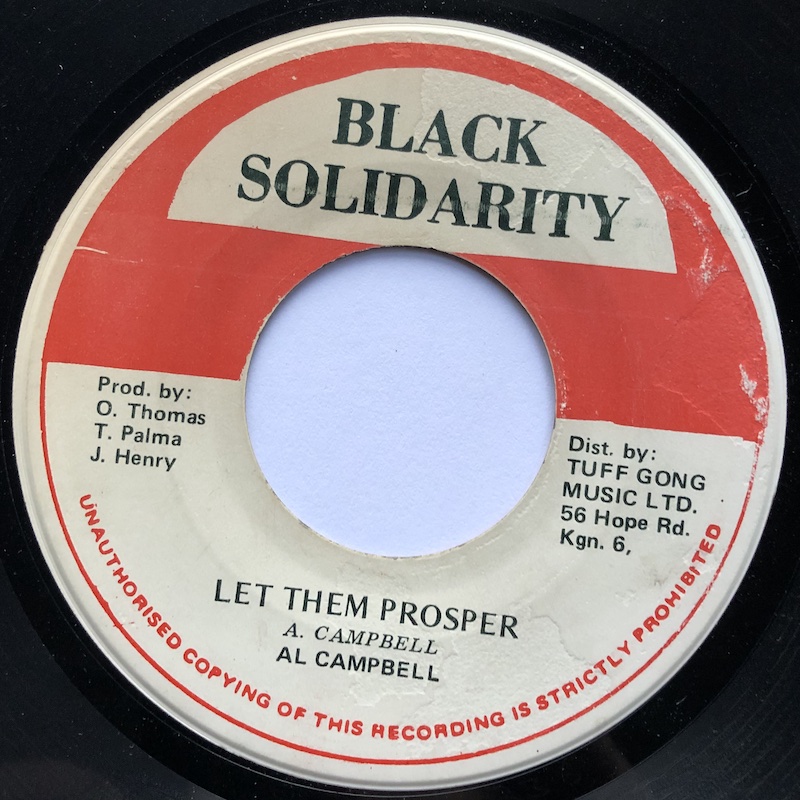 BLACK
SOLIDARITY
Prod. by:
O. Thomas
T. Palma
J. Henry
Dist. by:
TUFF GONG
MUSIC LTD.
56 Hope Rd.
Kgn. 6,
LET THEM PROSPER
A. CAMPBELL
AL CAMPBELL
UNAUTHORISED COPYING OF THIS RECORDING IS STRICTLY PROHIBITED